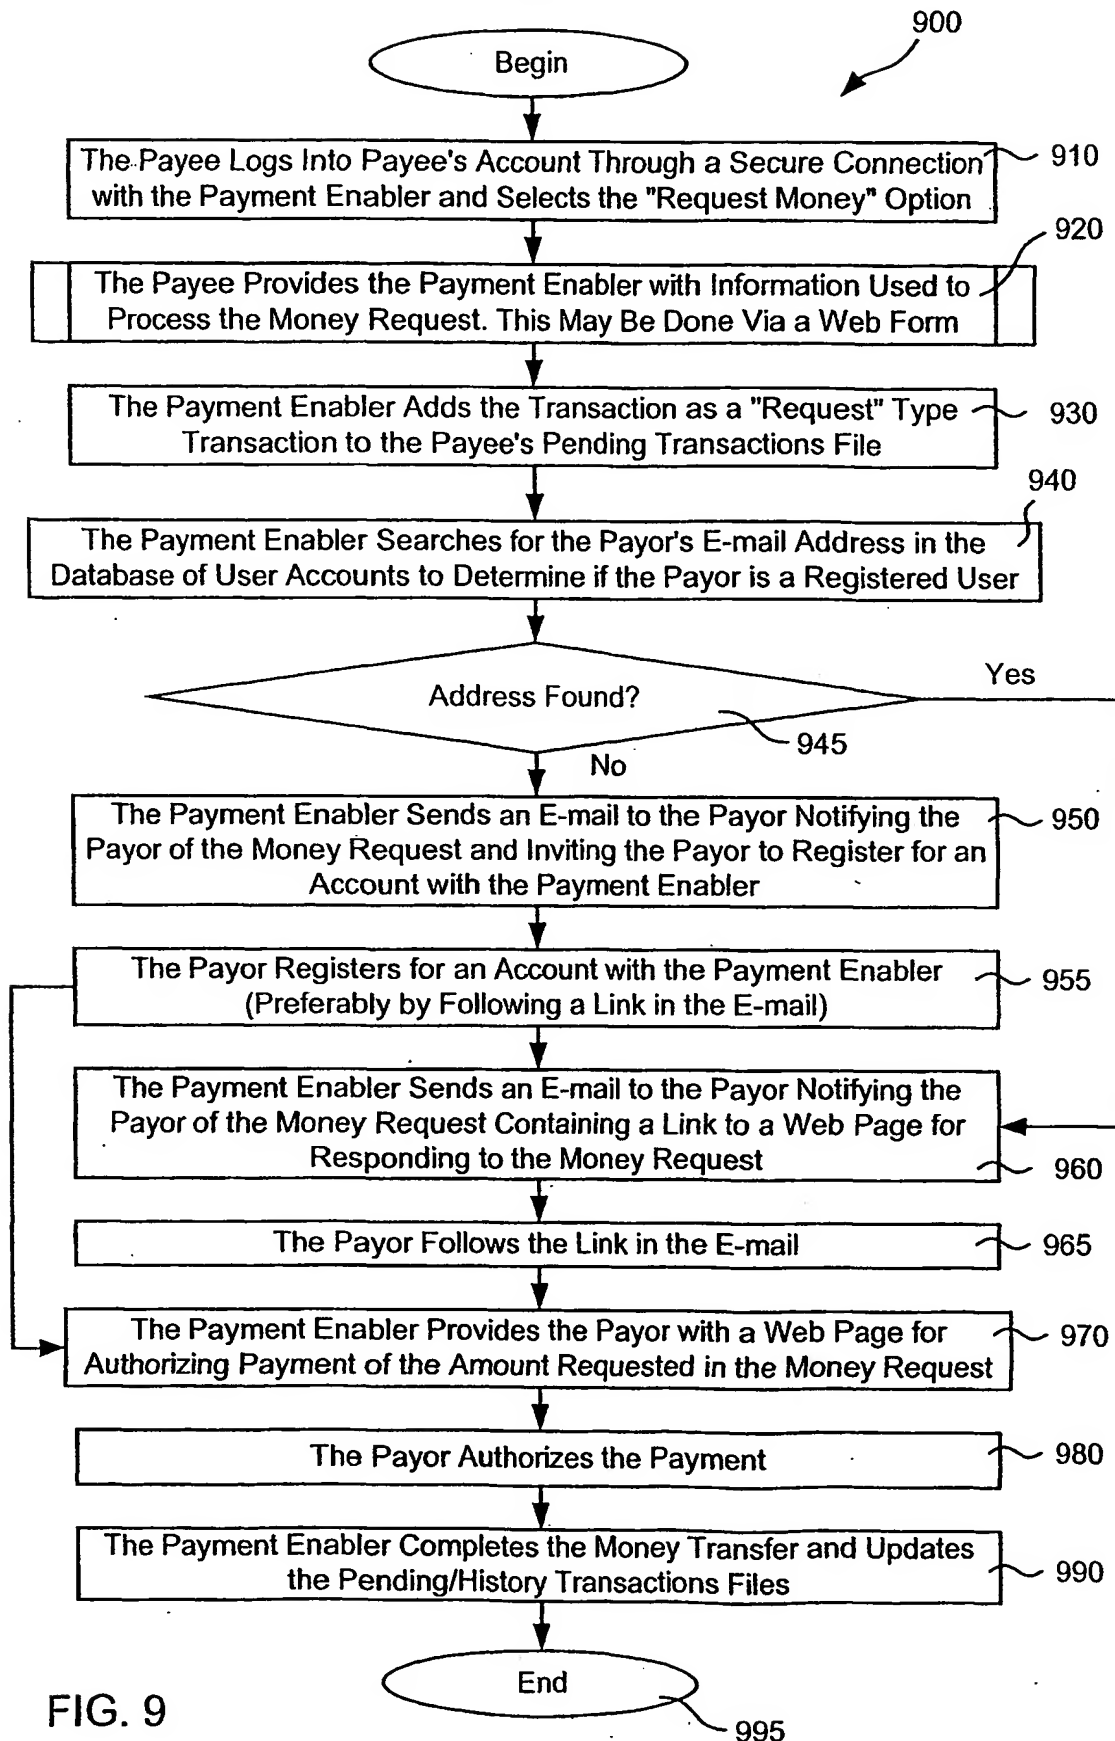 900
Begin
The Payee Logs Into Payee's Account Through a Secure Connection
with the Payment Enabler and Selects the "Request Money" Option
910
920
The Payee Provides the Payment Enabler with Information Used to
Process the Money Request. This May Be Done Via a Web Form
The Payment Enabler Adds the Transaction as a "Request" Type
Transaction to the Payee's Pending Transactions File
930
940
The Payment Enabler Searches for the Payor's E-mail Address in the
Database of User Accounts to Determine if the Payor is a Registered User
Yes
Address Found?
945
No
The Payment Enabler Sends an E-mail to the Payor Notifying the
Payor of the Money Request and Inviting the Payor to Register for an
Account with the Payment Enabler
950
The Payor Registers for an Account with the Payment Enabler
(Preferably by Following a Link in the E-mail)
955
The Payment Enabler Sends an E-mail to the Payor Notifying the
Payor of the Money Request Containing a Link to a Web Page for
Responding to the Money Request
960
The Payor Follows the Link in the E-mail
965
The Payment Enabler Provides the Payor with a Web Page for
Authorizing Payment of the Amount Requested in the Money Request
970
The Payor Authorizes the Payment
980
The Payment Enabler Completes the Money Transfer and Updates
the Pending/History Transactions Files
990
End
995
FIG. 9